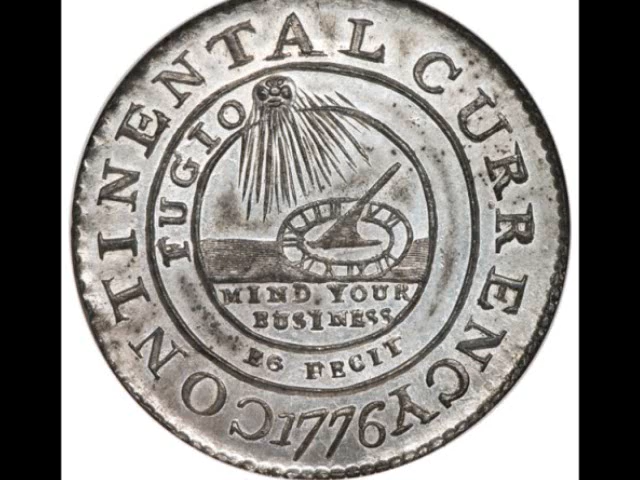 CONTINENTAL CURRENCY
1776
FUGIO
MIND YOUR
BUSINESS
EG FECIT